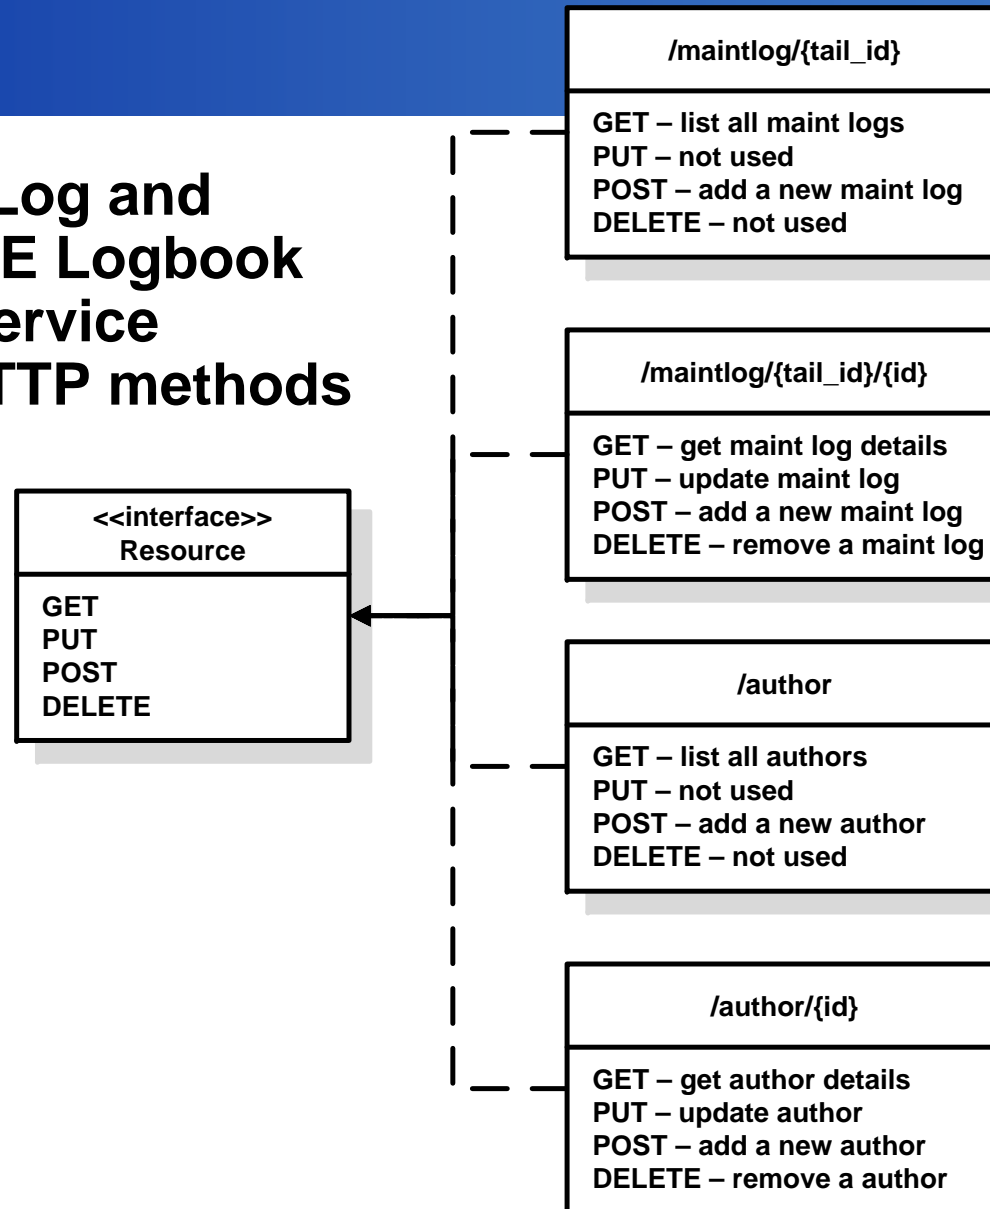 Log and
E Logbook
ervice
TTP methods
<<interface>>
Resource
GET
PUT
POST
DELETE
/maintlog/{tail_id}
GET – list all maint logs
PUT – not used
POST – add a new maint log
DELETE – not used
/maintlog/{tail_id}/{id}
GET – get maint log details
PUT – update maint log
POST – add a new maint log
DELETE – remove a maint log
/author
GET – list all authors
PUT – not used
POST – add a new author
DELETE – not used
/author/{id}
GET – get author details
PUT – update author
POST – add a new author
DELETE – remove a author